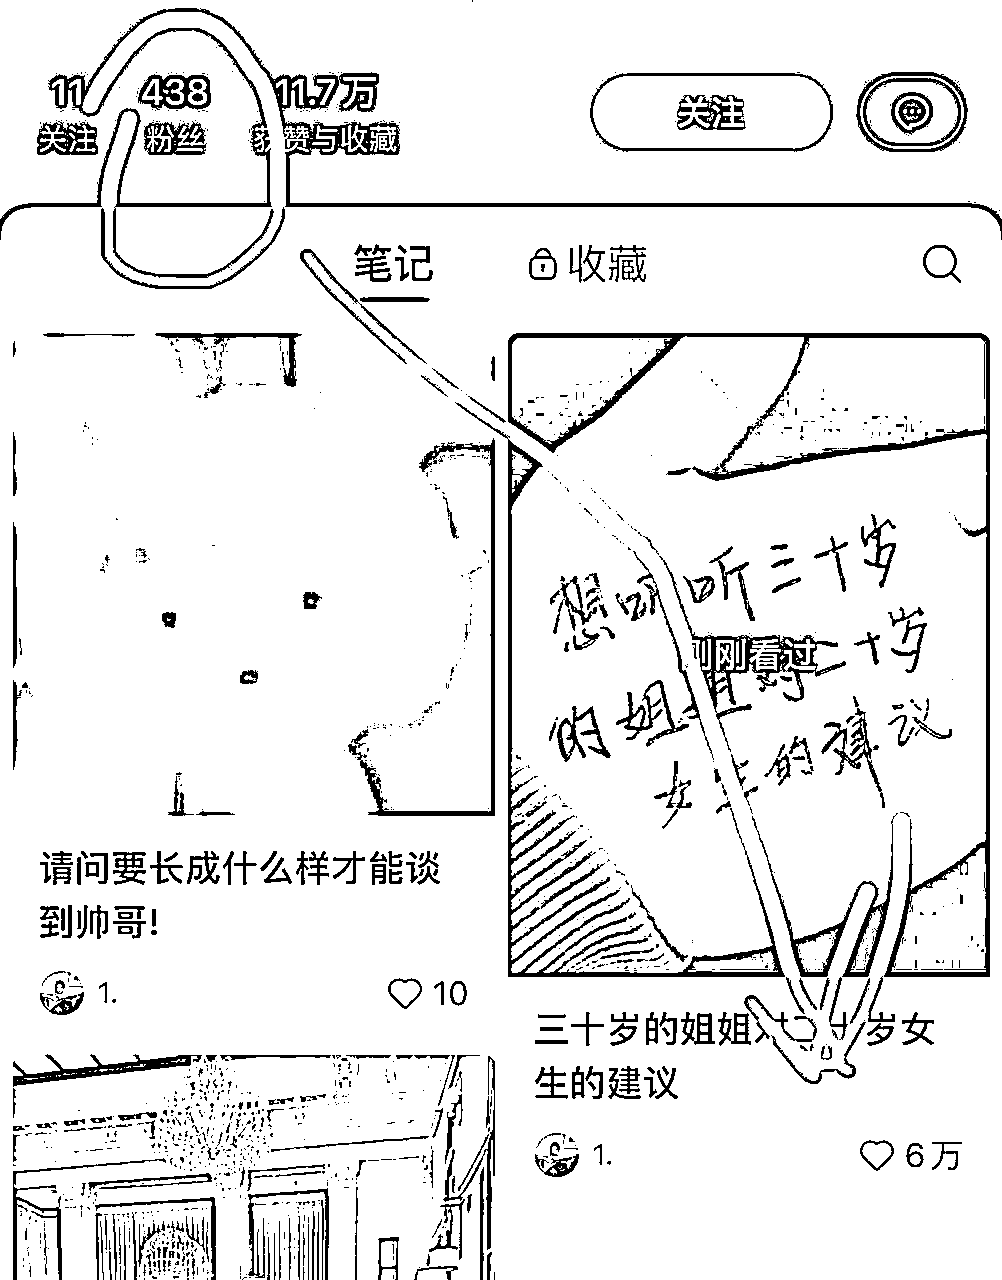 11 438 11.7万
关注 粉丝 获赞与收藏
关注
笔记 收藏
想听听三十岁
的姐姐对二十岁
女生的建议
刚刚看过
请问要长成什么样才能谈
到帅哥!
1. 10
三十岁的姐姐对二十岁女
生的建议
1. 6万